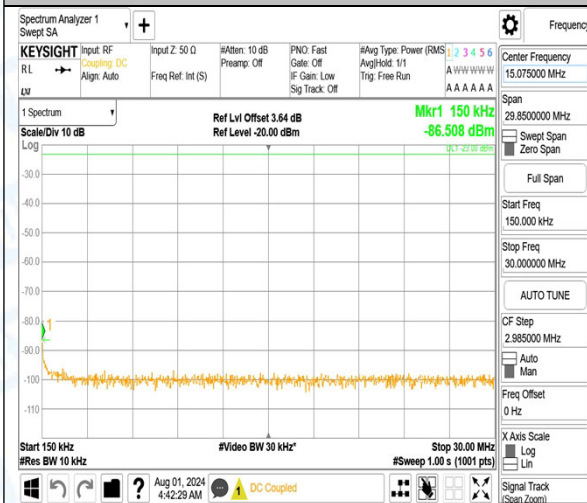 Spectrum Analyzer 1
Swept SA
Frequency
KEYSIGHT
RL
Input: RF
Coupling: DC
Align: Auto
Input Z: 50 Ω
Freq Ref: Int (S)
#Atten: 10 dB
Preamp: Off
PNO: Fast
Gate: Off
IF Gain: Low
Sig Track: Off
#Avg Type: Power (RMS
Avg|Hold: 1/1
Trig: Free Run
1 2 3 4 5 6
A W W W W W
A A A A A A
1 Spectrum
Scale/Div 10 dB
Log
Ref Lvl Offset 3.64 dB
Ref Level -20.00 dBm
Mkr1 150 kHz
-86.508 dBm
DL1 -23.00 dBm
-30.0
-40.0
-50.0
-60.0
-70.0
-80.0
-90.0
-100
-110
1
Start 150 kHz
#Res BW 10 kHz
#Video BW 30 kHz*
Stop 30.00 MHz
#Sweep 1.00 s (1001 pts)
Aug 01, 2024
4:42:29 AM
DC Coupled
Center Frequency
15.075000 MHz
Span
29.8500000 MHz
Swept Span
Zero Span
Full Span
Start Freq
150.000 kHz
Stop Freq
30.000000 MHz
AUTO TUNE
CF Step
2.985000 MHz
Auto
Man
Freq Offset
0 Hz
X Axis Scale
Log
Lin
Signal Track
(Span Zoom)